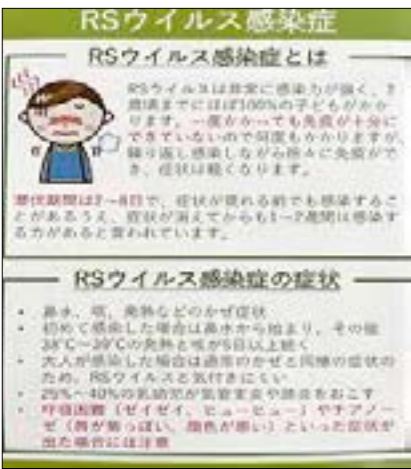 RSウイルス感染症
RSウイルス感染症とは
RSウイルスは非常に感染力が強く、2
歳頃までにほぼ100%の子どもがかか
ります。一度かかっても免疫が十分に
できていないので何度もかかりますが、
繰り返し感染しながら徐々に免疫ができ
、症状は軽くなります。
潜伏期間は2～8日で、症状が現れる前でも感染するこ
とがあるうえ、症状が消えてからも1～3週間は感染す
る力があると言われています。
RSウイルス感染症の症状
・ 鼻水、咳、発熱などのかぜ症状
・ 初めて感染した場合は鼻水から始まり、その後
38℃～39℃の発熱と咳が5日以上続く
・ 大人が感染した場合は通常のかぜと同様の症状の
ため、RSウイルスと気付きにくい
・ 25%～40%の乳幼児が気管支炎や肺炎をおこす
・ 呼吸困難（ゼイゼイ、ヒューヒュー）やチアノー
ゼ（唇が紫っぽい、顔色が悪い）といった症状が
出た場合には注意